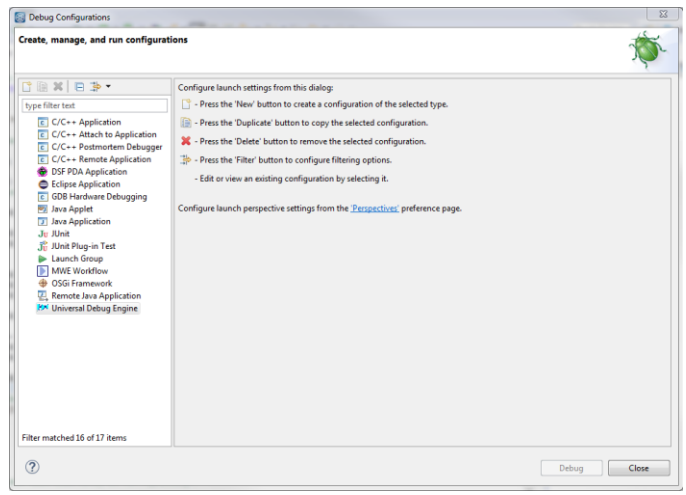 Debug Configurations
Create, manage, and run configurations
type filter text
C/C++ Application
C/C++ Attach to Application
C/C++ Postmortem Debugger
C/C++ Remote Application
DSF PDA Application
Eclipse Application
GDB Hardware Debugging
Java Applet
Java Application
Ju JUnit
JUnit Plug-in Test
Launch Group
MWE Workflow
OSGi Framework
Remote Java Application
Universal Debug Engine
Filter matched 16 of 17 items
Configure launch settings from this dialog:
- Press the 'New' button to create a configuration of the selected type.
- Press the 'Duplicate' button to copy the selected configuration.
- Press the 'Delete' button to remove the selected configuration.
- Press the 'Filter' button to configure filtering options.
- Edit or view an existing configuration by selecting it.
Configure launch perspective settings from the 'Perspectives' preference page.
Debug
Close